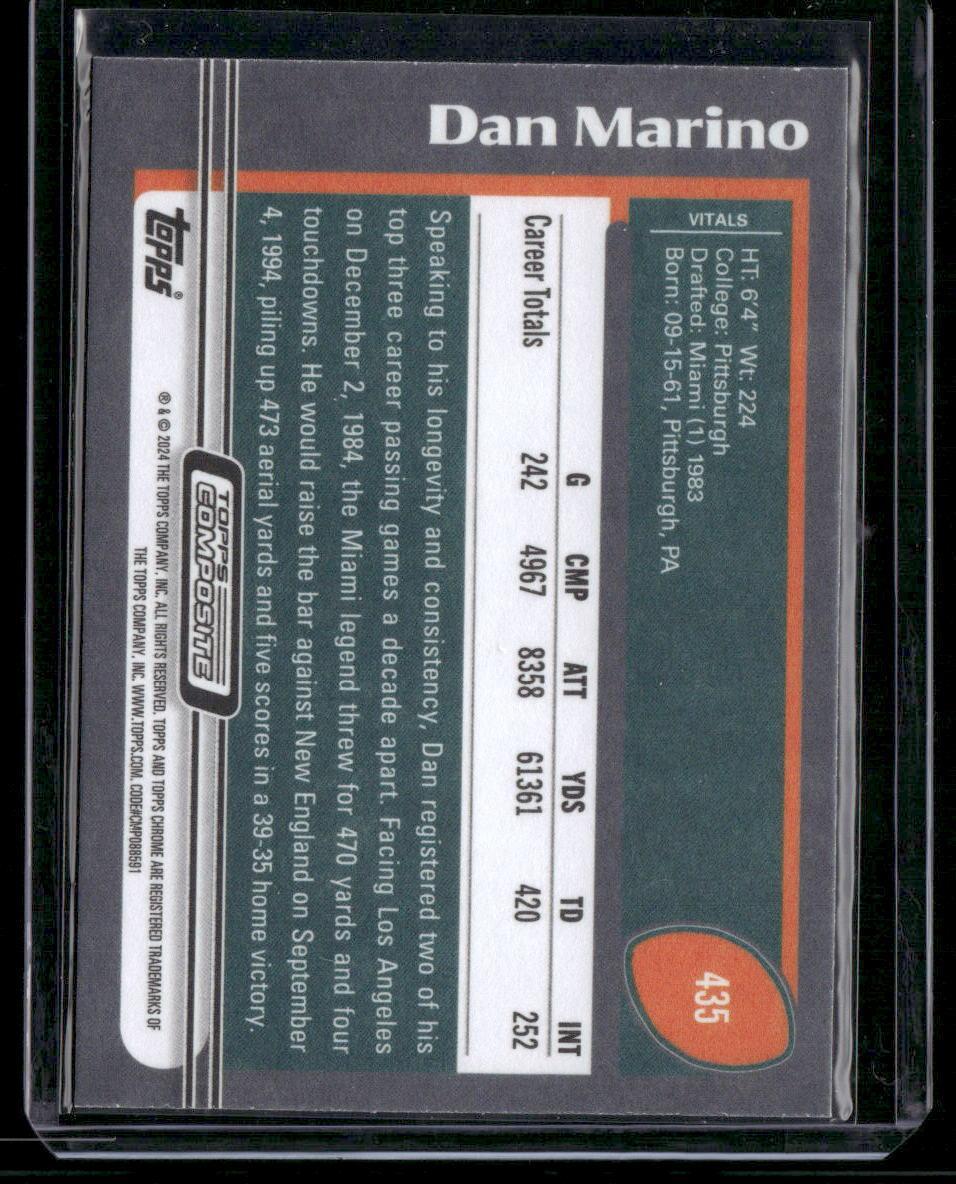 Dan Marino
VITALS
HT: 6'4" Wt: 224
College: Pittsburgh
Drafted: Miami (1) 1983
Born: 09-15-61, Pittsburgh, PA
435
G CMP ATT YDS TD INT
Career Totals 242 4967 8358 61361 420 252
Speaking to his longevity and consistency, Dan registered two of his
top three career passing games a decade apart. Facing Los Angeles
on December 2, 1984, the Miami legend threw for 470 yards and four
touchdowns. He would raise the bar against New England on September
4, 1994, piling up 473 aerial yards and five scores in a 39-35 home victory.
TOPPS
COMPOSITE
topps®
® & © 2024 THE TOPPS COMPANY, INC. ALL RIGHTS RESERVED. TOPPS AND TOPPS CHROME ARE REGISTERED TRADEMARKS OF
THE TOPPS COMPANY, INC. WWW.TOPPS.COM. CODE#CMP088591